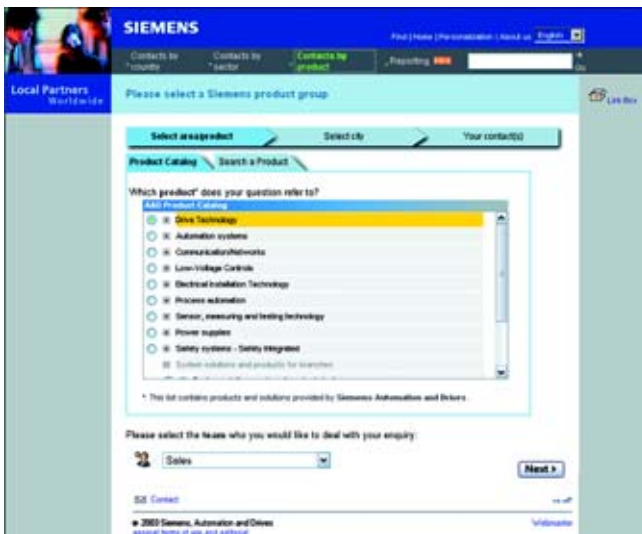 SIEMENS
Find | Home | Personalization | About us English
Contacts by country
Contacts by sector
Contacts by product
Reporting
Go
Local Partners
Worldwide
Please select a Siemens product group
Link Box
Select area/product
Select city
Your contact(s)
Product Catalog
Search a Product
Which product* does your question refer to?
A&D Product Catalog
Drive Technology
Automation systems
Communication/Networks
Low-Voltage Controls
Electrical Installation Technology
Process automation
Sensor, measuring and testing technology
Power supplies
Safety systems - Safety Integrated
System solutions and products for branches
* This list contains products and solutions provided by Siemens Automation and Drives.
Please select the team who you would like to deal with your enquiry:
Sales
Next >
Contact
© 2003 Siemens, Automation and Drives
Webmaster